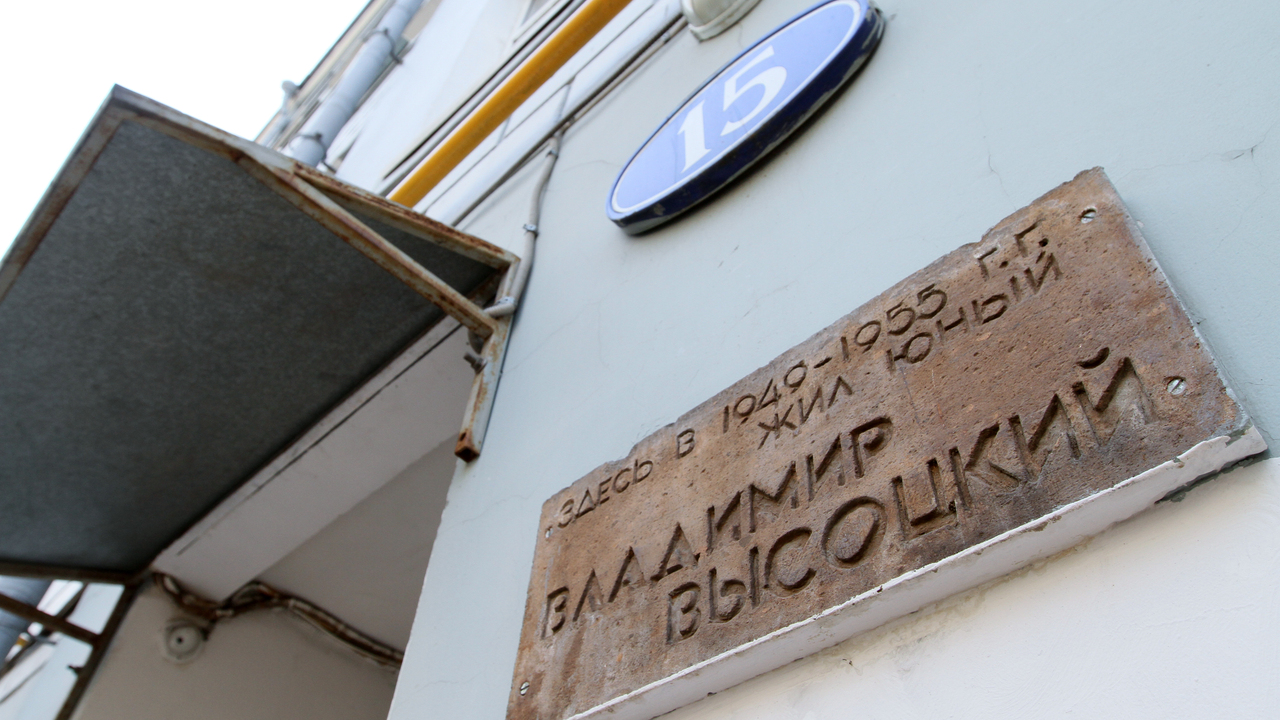 15
ЗДЕСЬ В 1949-1955 Г.Г.
ЖИЛ ЮНЫЙ
ВЛАДИМИР
ВЫСОЦКИЙ